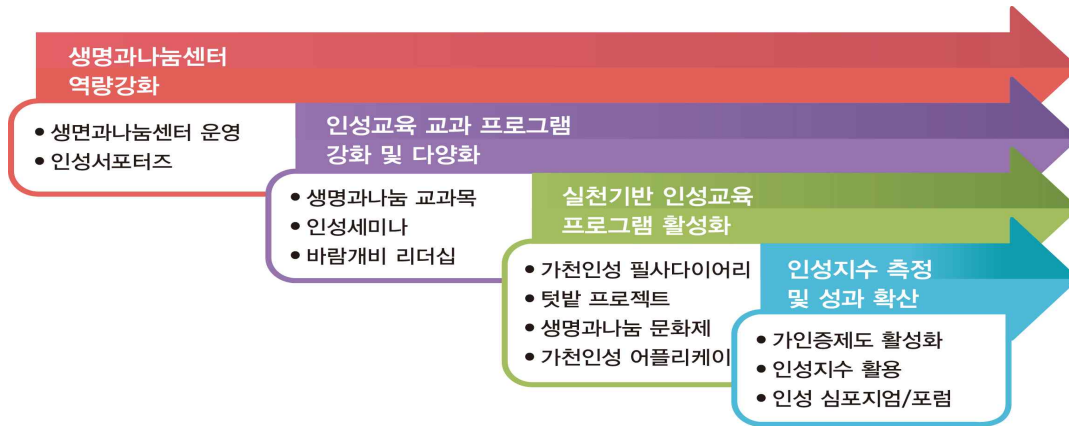 생명과나눔센터
역량강화
• 생면과나눔센터 운영
• 인성서포터즈
인성교육 교과 프로그램
강화 및 다양화
• 생명과나눔 교과목
• 인성세미나
• 바람개비 리더십
실천기반 인성교육
프로그램 활성화
• 가천인성 필사다이어리
• 텃밭 프로젝트
• 생명과나눔 문화제
• 가천인성 어플리케이
인성지수 측정
및 성과 확산
• 가인증제도 활성화
• 인성지수 활용
• 인성 심포지엄/포럼